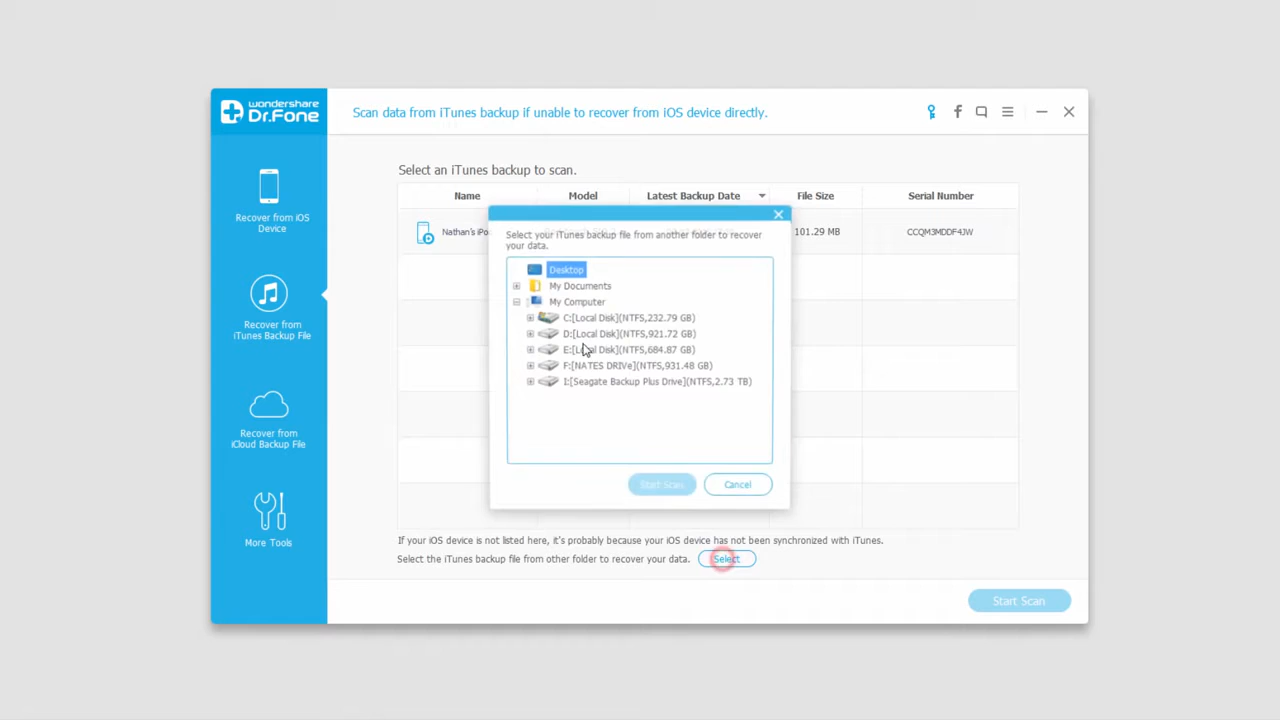 wondershare
Dr.Fone
Scan data from iTunes backup if unable to recover from iOS device directly.
Recover from iOS
Device
Recover from
iTunes Backup File
Recover from
iCloud Backup File
More Tools
Select an iTunes backup to scan.
Name Model Latest Backup Date File Size Serial Number
Nathan's iPo 101.29 MB CCQM3MDDF4JW
Select your iTunes backup file from another folder to recover
your data.
Desktop
My Documents
My Computer
C:[Local Disk](NTFS,232.79 GB)
D:[Local Disk](NTFS,921.72 GB)
E:[Local Disk](NTFS,684.87 GB)
F:[NATES DRIVe](NTFS,931.48 GB)
I:[Seagate Backup Plus Drive](NTFS,2.73 TB)
Start Scan Cancel
If your iOS device is not listed here, it's probably because your iOS device has not been synchronized with iTunes.
Select the iTunes backup file from other folder to recover your data. Select
Start Scan